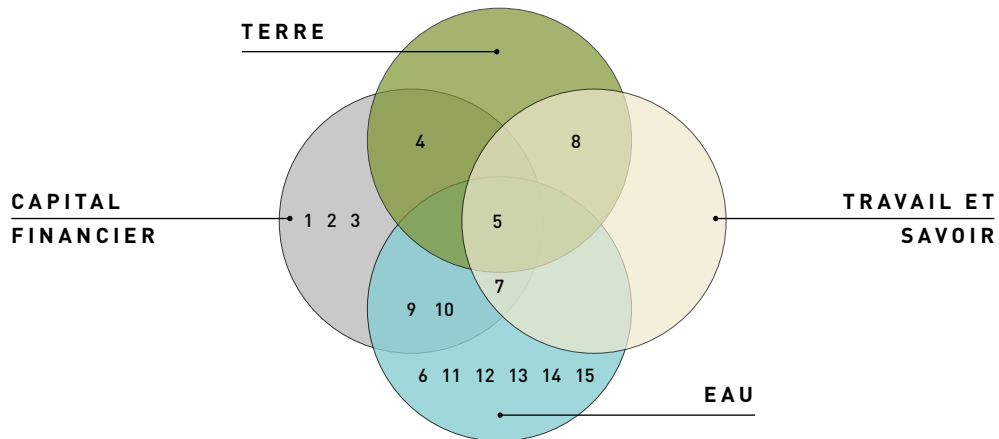 TERRE
4 8
CAPITAL
FINANCIER
1 2 3
5
TRAVAIL ET
SAVOIR
7
9 10
6 11 12 13 14 15
EAU